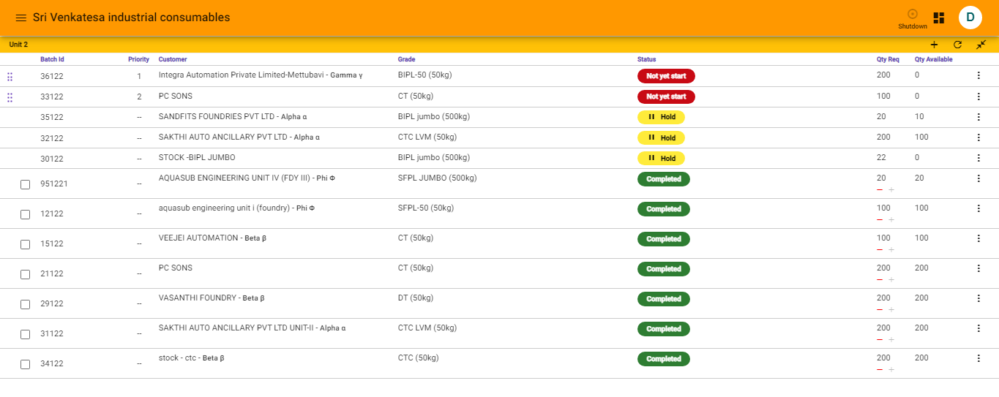 Sri Venkatesa industrial consumables
Shutdown
D
Unit 2
Batch Id Priority Customer Grade Status Qty Req Qty Available
36122 1 Integra Automation Private Limited-Mettubavi - Gamma γ BIPL-50 (50kg) Not yet start 200 0
33122 2 PC SONS CT (50kg) Not yet start 100 0
35122 -- SANDFITS FOUNDRIES PVT LTD - Alpha α BIPL jumbo (500kg) Hold 20 10
32122 -- SAKTHI AUTO ANCILLARY PVT LTD - Alpha α CTC LVM (50kg) Hold 200 100
30122 -- STOCK -BIPL JUMBO BIPL jumbo (500kg) Hold 22 0
951221 -- AQUASUB ENGINEERING UNIT IV (FDY III) - Phi Φ SFPL JUMBO (500kg) Completed 20 20
12122 -- aquasub engineering unit i (foundry) - Phi Φ SFPL-50 (50kg) Completed 100 100
15122 -- VEEJEI AUTOMATION - Beta β CT (50kg) Completed 100 100
21122 -- PC SONS CT (50kg) Completed 200 200
29122 -- VASANTHI FOUNDRY - Beta β DT (50kg) Completed 200 200
31122 -- SAKTHI AUTO ANCILLARY PVT LTD UNIT-II - Alpha α CTC LVM (50kg) Completed 200 200
34122 -- stock - ctc - Beta β CTC (50kg) Completed 200 200